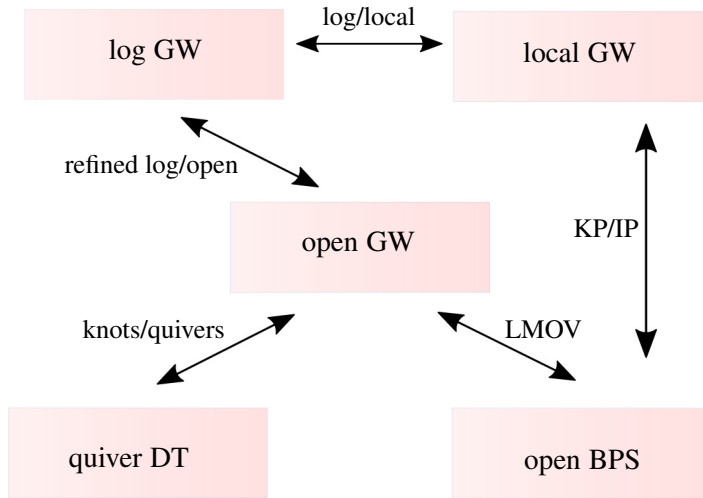 log/local
log GW
local GW
refined log/open
open GW
KP/IP
knots/quivers
LMOV
quiver DT
open BPS